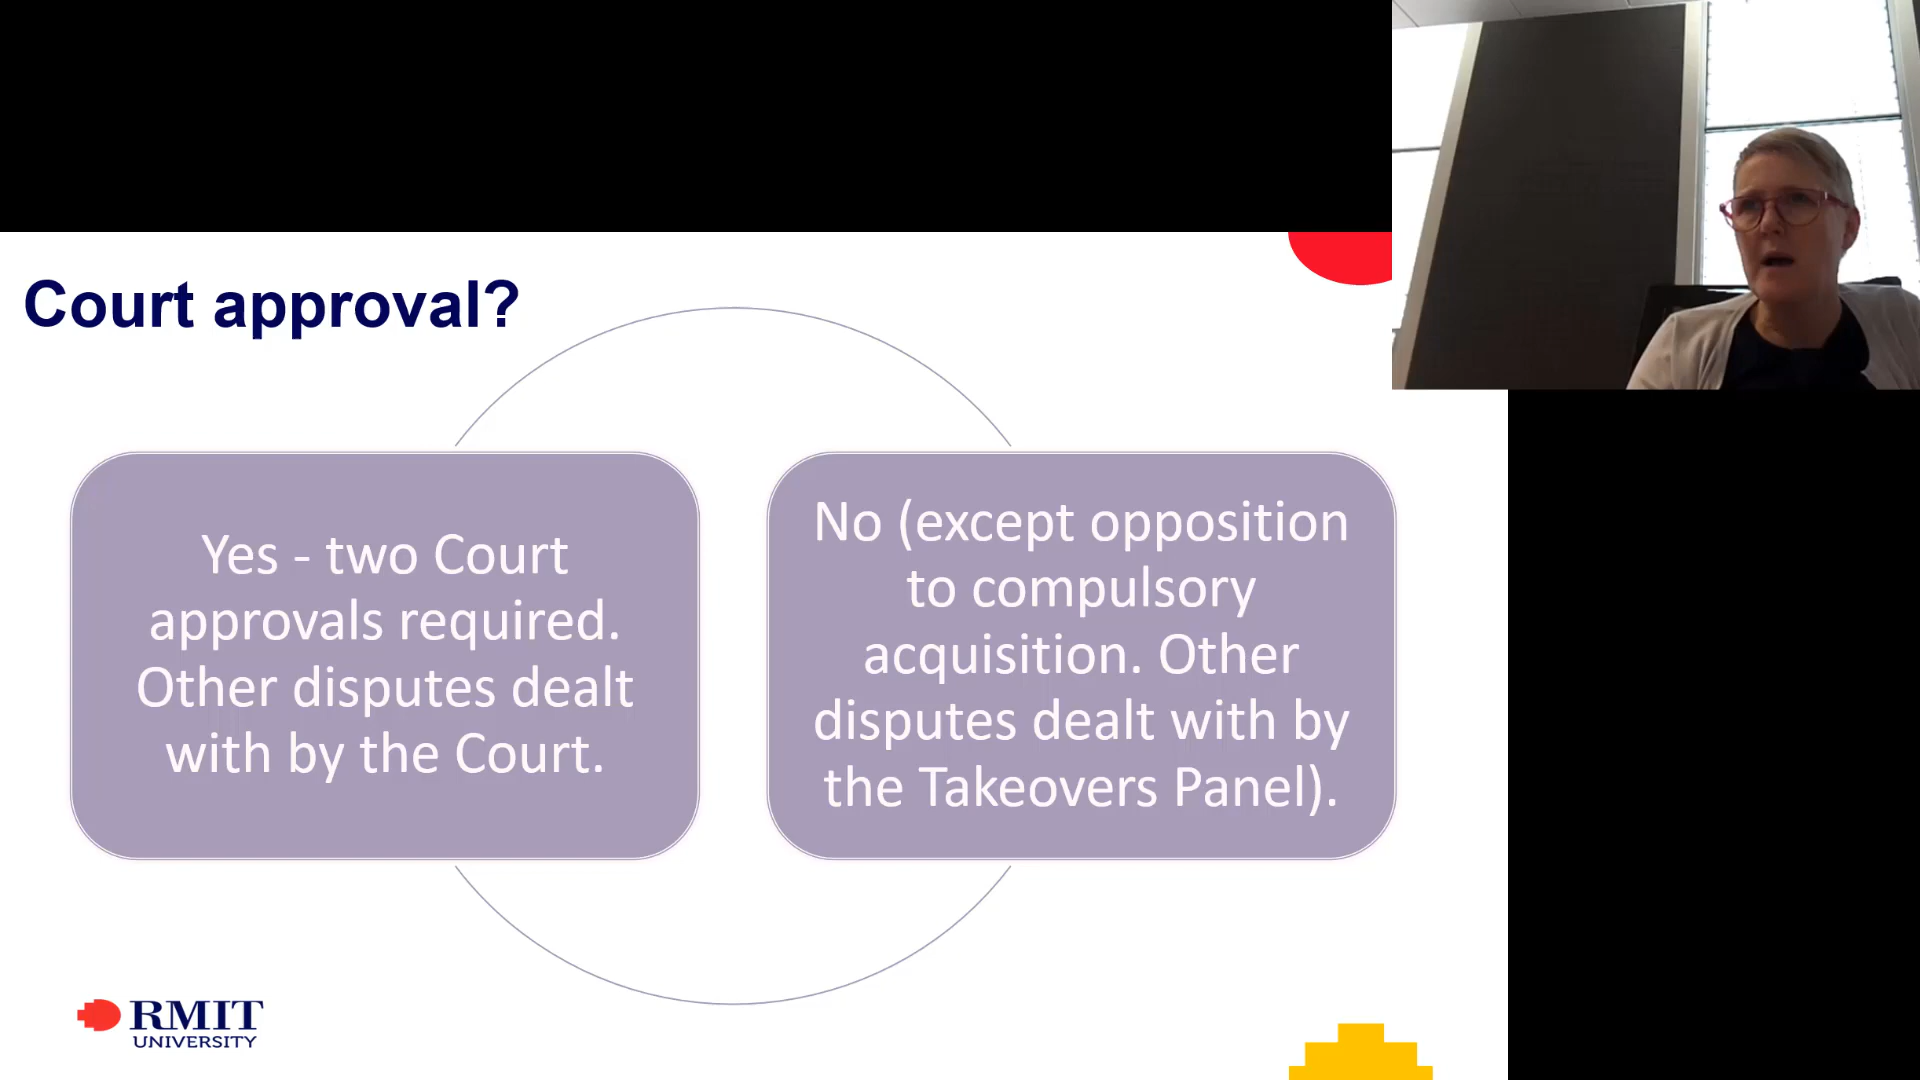 Court approval?
Yes - two Court
approvals required.
Other disputes dealt
with by the Court.
No (except opposition
to compulsory
acquisition. Other
disputes dealt with by
the Takeovers Panel).
RMIT
UNIVERSITY